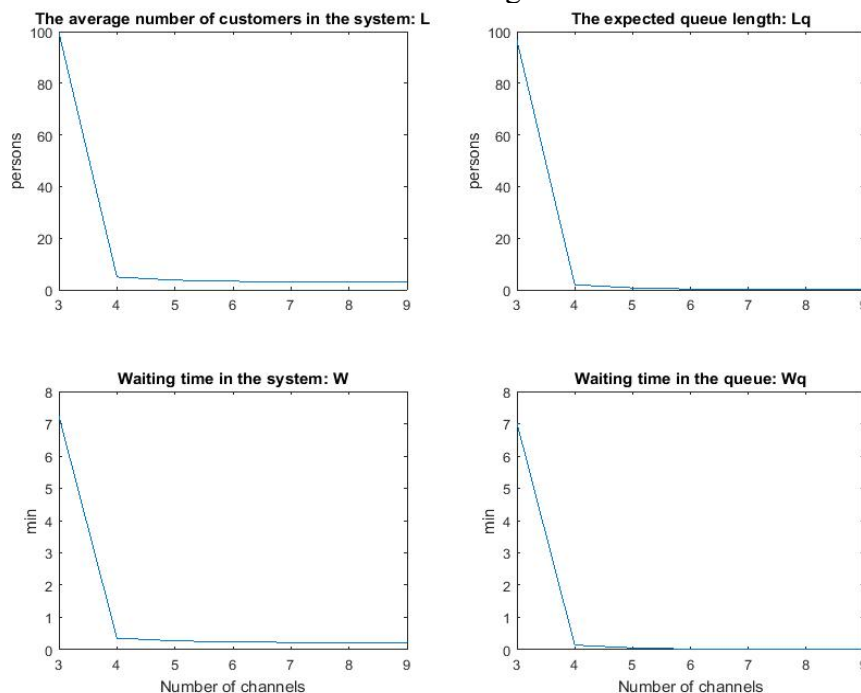 The average number of customers in the system: L
100
80
60
40
20
0
persons
3 4 5 6 7 8 9
The expected queue length: Lq
100
80
60
40
20
0
persons
3 4 5 6 7 8 9
Waiting time in the system: W
8
7
6
5
4
3
2
1
0
min
3 4 5 6 7 8 9
Number of channels
Waiting time in the queue: Wq
8
7
6
5
4
3
2
1
0
min
3 4 5 6 7 8 9
Number of channels